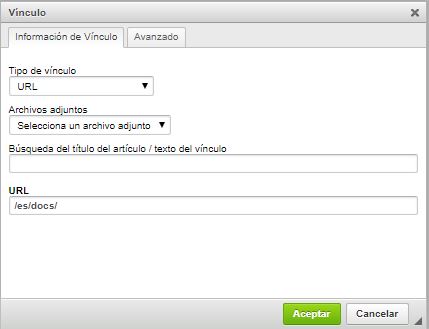 Vínculo
Información de Vínculo
Avanzado
Tipo de vínculo
URL
Archivos adjuntos
Selecciona un archivo adjunto
Búsqueda del título del artículo / texto del vínculo
URL
/es/docs/
Aceptar
Cancelar